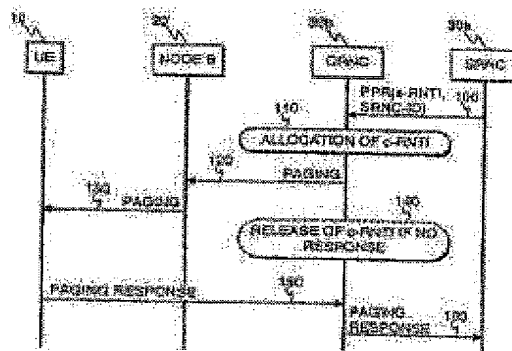 10
20
30b
30a
UE
NODE B
CRNC
SRNC
PPR(s-RNTI,
SRNC-ID)
100
110
ALLOCATION OF c-RNTI
120
PAGING
130
PAGING
140
RELEASE OF c-RNTI IF NO
RESPONSE
PAGING RESPONSE
150
PAGING
RESPONSE
160